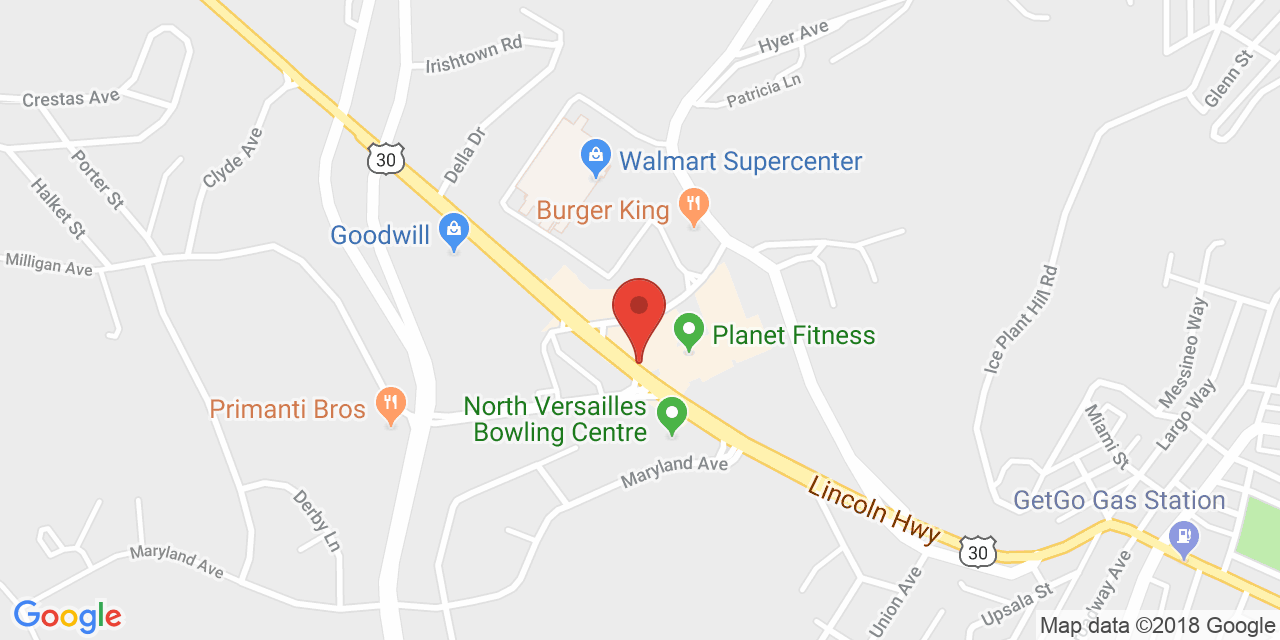 Hyer Ave
Irishtown Rd
Glenn St
Patricia Ln
Crestas Ave
Clyde Ave
30
Della Dr
Walmart Supercenter
Porter St
Halket St
Burger King
Goodwill
Milligan Ave
Ice Plant Hill Rd
Messineo Way
Planet Fitness
Primanti Bros
North Versailles
Bowling Centre
Largo Way
Miami St
Maryland Ave
Lincoln Hwy
GetGo Gas Station
Derby Ln
30
Maryland Ave
Union Ave
Upsala St
Google
Map data ©2018 Google